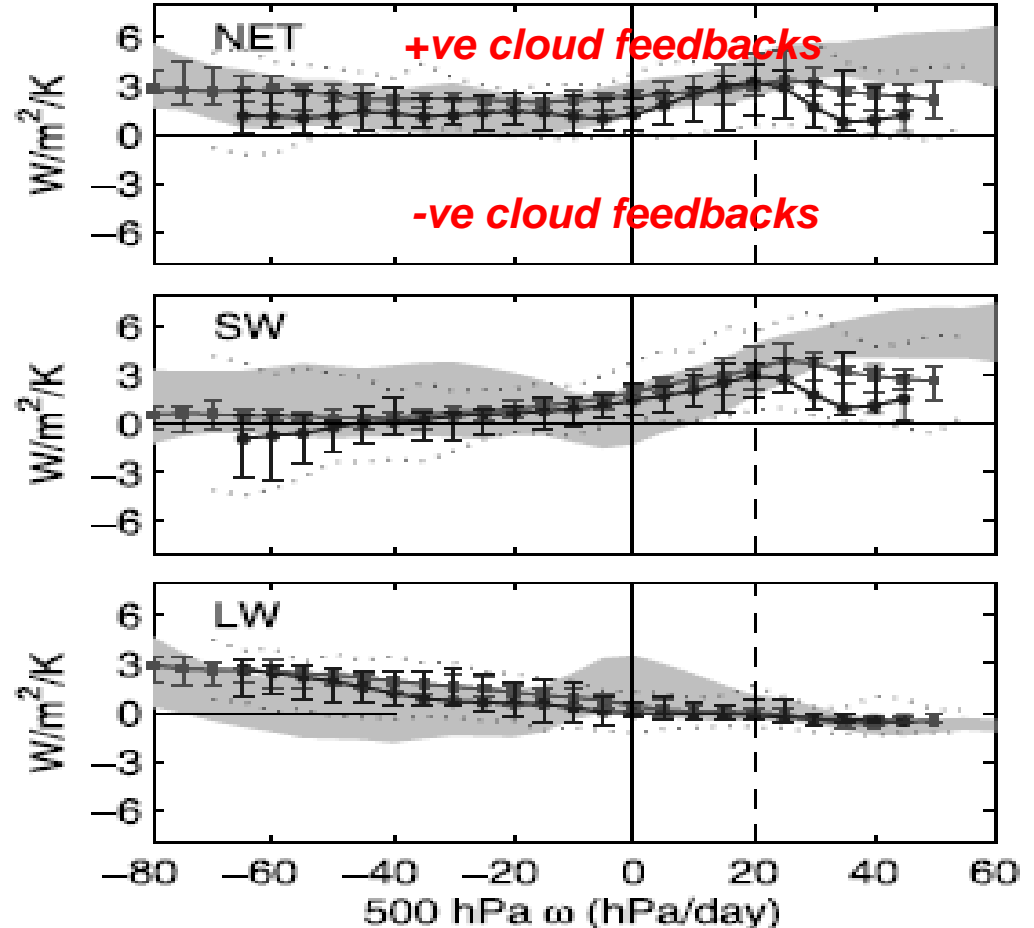 NET
+ve cloud feedbacks
-ve cloud feedbacks
W/m²/K
6
3
0
−3
−6
SW
W/m²/K
6
3
0
−3
−6
LW
W/m²/K
6
3
0
−3
−6
−80 −60 −40 −20 0 20 40 60
500 hPa ω (hPa/day)